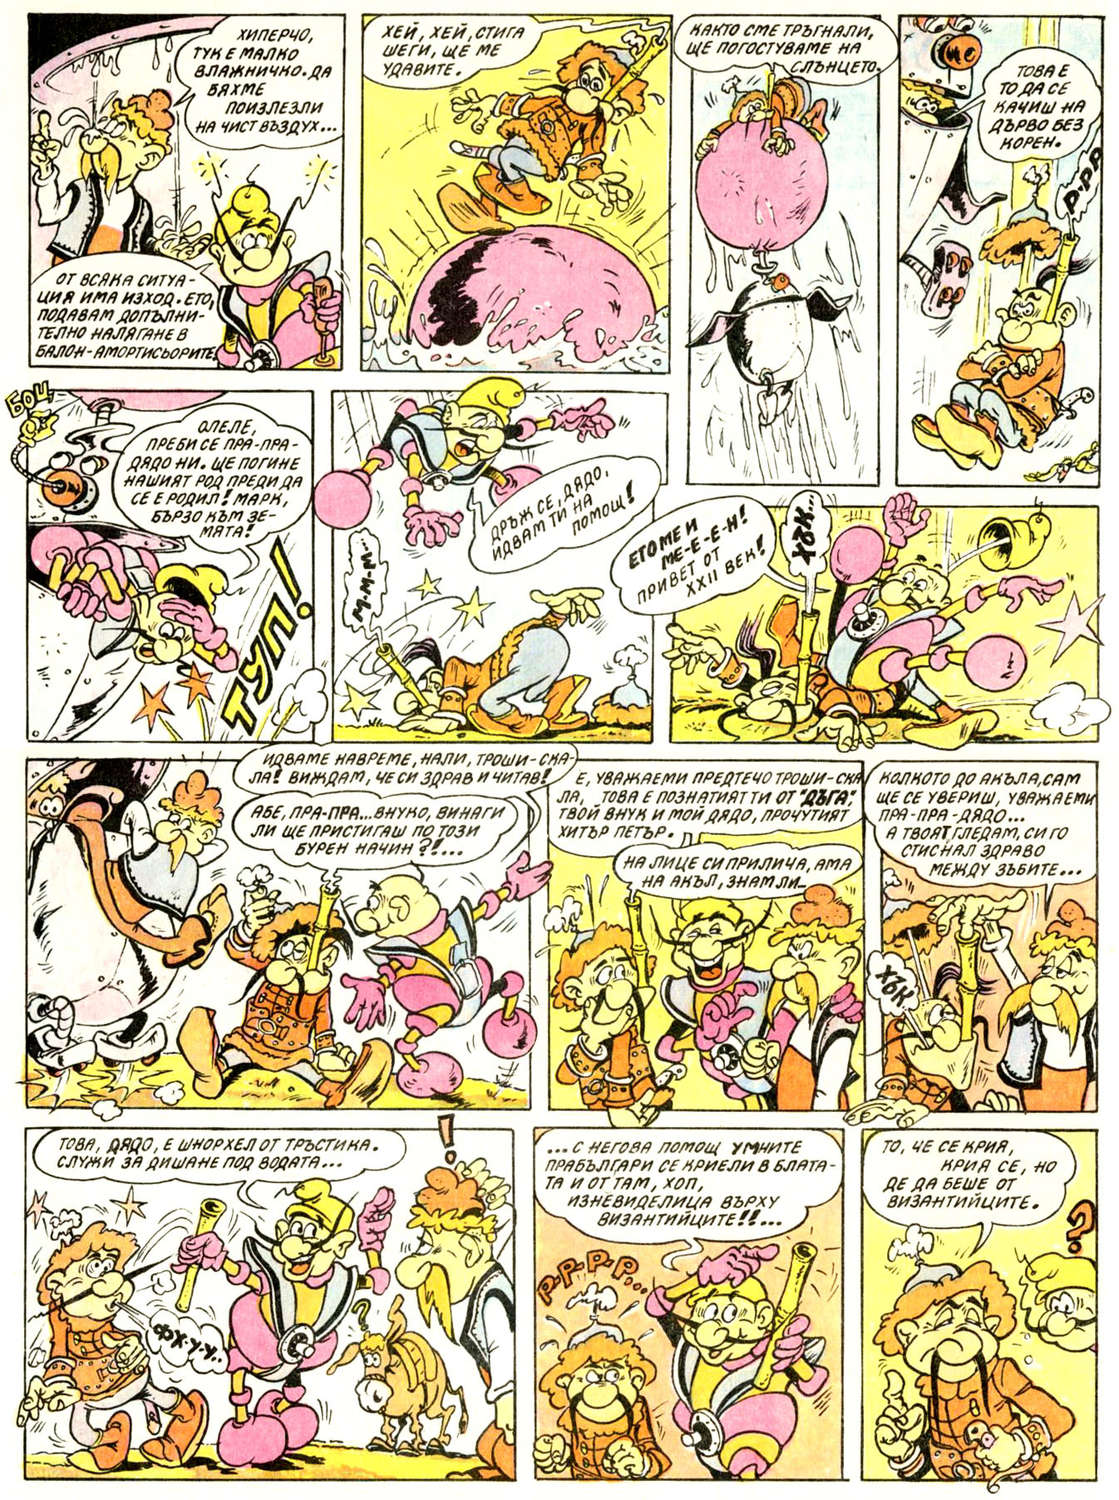 ХИПЕРЧО,
ТУК Е МАЛКО
ВЛАЖНИЧКО. ДА
БЯХМЕ
ПОИЗЛЕЗЛИ
НА ЧИСТ ВЪЗДУХ...
ОТ ВСЯКА СИТУА-
ЦИЯ ИМА ИЗХОД. ЕТО,
ПОДАВАМ ДОПЪЛНИ-
ТЕЛНО НАЛЯГАНЕ В
БАЛОН-АМОРТИСЬОРИТЕ
ХЕЙ, ХЕЙ, СТИГА
ШЕГИ, ЩЕ МЕ
УДАВИТЕ.
КАКТО СМЕ ТРЪГНАЛИ,
ЩЕ ПОГОСТУВАМЕ НА
СЛЪНЦЕТО.
ТОВА Е
ТО ДА СЕ
КАЧИШ НА
ДЪРВО БЕЗ
КОРЕН.
Р-Р-Р
БОЦ
ОЛЕЛЕ,
ПРЕБИ СЕ ПРА-ПРА-
ДЯДО НИ. ЩЕ ПОГИНЕ
НАШИЯТ РОД ПРЕДИ ДА
СЕ Е РОДИЛ! МАРК,
БЪРЗО КЪМ ЗЕ-
МЯТА!
ТУП!
ДРЪЖ СЕ, ДЯДО,
ИДВАМ ТИ НА
ПОМОЩ!
М-М-М...
ЕТО МЕ И
МЕ-Е-Е-Н!
ПРИВЕТ ОТ
XXII ВЕК!
ХЪК..
ИДВАМЕ НАВРЕМЕ, НАЛИ, ТРОШИ-СКА-
ЛА! ВИЖДАМ, ЧЕ СИ ЗДРАВ И ЧИТАВ!
АБЕ, ПРА-ПРА... ВНУКО, ВИНАГИ
ЛИ ЩЕ ПРИСТИГАШ ПО ТОЗИ
БУРЕН НАЧИН?!...
Е, УВАЖАЕМИ ПРЕДТЕЧО ТРОШИ-СКА-
ЛА, ТОВА Е ПОЗНАТИЯТ ТИ ОТ "ДЪГА",
ТВОЙ ВНУК И МОЙ ДЯДО, ПРОЧУТИЯТ
ХИТЪР ПЕТЪР.
НА ЛИЦЕ СИ ПРИЛИЧА, АМА
НА АКЪЛ, ЗНАМ ЛИ...
КОЛКОТО ДО АКЪЛА, САМ
ЩЕ СЕ УВЕРИШ, УВАЖАЕМИ
ПРА-ПРА-ДЯДО...
А ТВОЯТ, ГЛЕДАМ, СИ ГО
СТИСНАЛ ЗДРАВО
МЕЖДУ ЗЪБИТЕ...
ХЪК
ТОВА, ДЯДО, Е ШНОРХЕЛ ОТ ТРЪСТИКА.
СЛУЖИ ЗА ДИШАНЕ ПОД ВОДАТА...
!
ФХ-У-У..
?
...С НЕГОВА ПОМОЩ УМНИТЕ
ПРАБЪЛГАРИ СЕ КРИЕЛИ В БЛАТА-
ТА И ОТ ТАМ, ХОП,
ИЗНЕВИДЕЛИЦА ВЪРХУ
ВИЗАНТИЙЦИТЕ!!...
Р-Р-Р-Р...
ТО, ЧЕ СЕ КРИЯ,
КРИЯ СЕ, НО
ДЕ ДА БЕШЕ ОТ
ВИЗАНТИЙЦИТЕ.
?
6